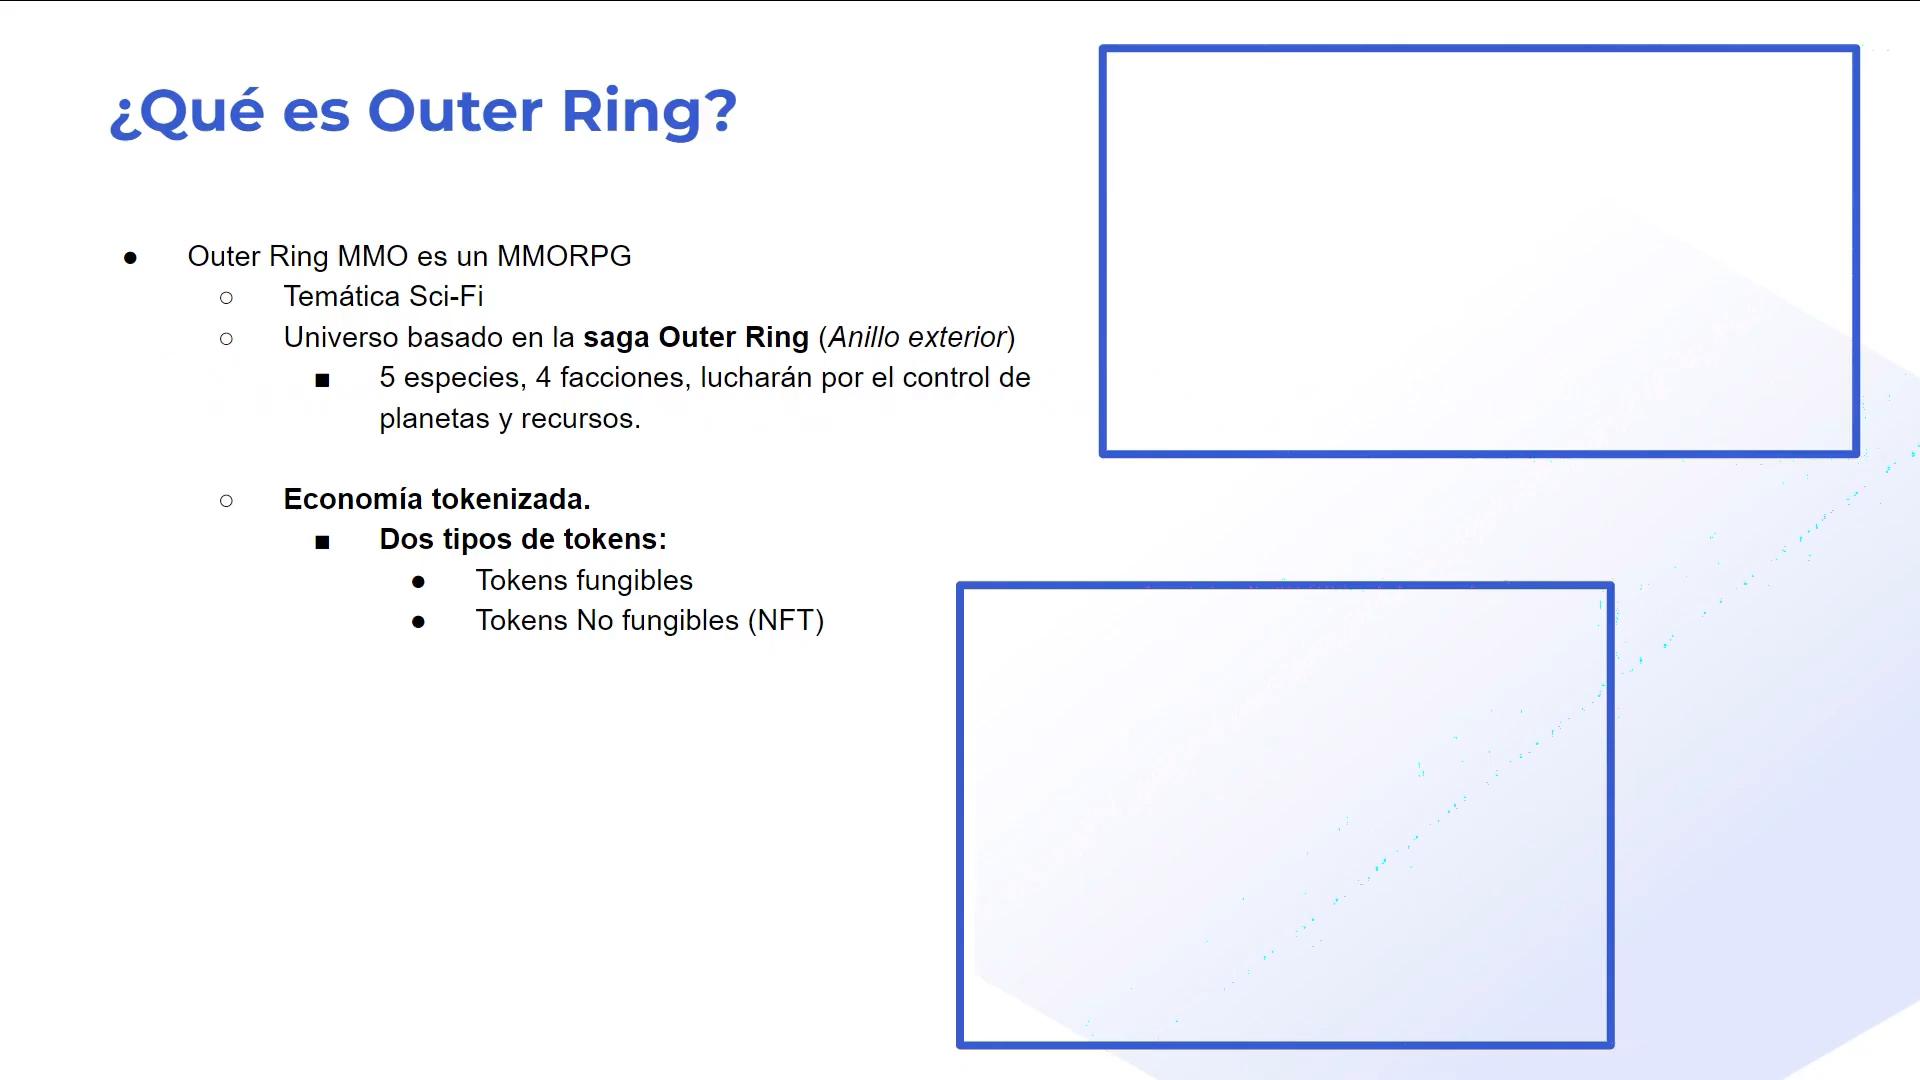 ¿Qué es Outer Ring?
● Outer Ring MMO es un MMORPG
○ Temática Sci-Fi
○ Universo basado en la saga Outer Ring (Anillo exterior)
■ 5 especies, 4 facciones, lucharán por el control de
planetas y recursos.
○ Economía tokenizada.
■ Dos tipos de tokens:
● Tokens fungibles
● Tokens No fungibles (NFT)